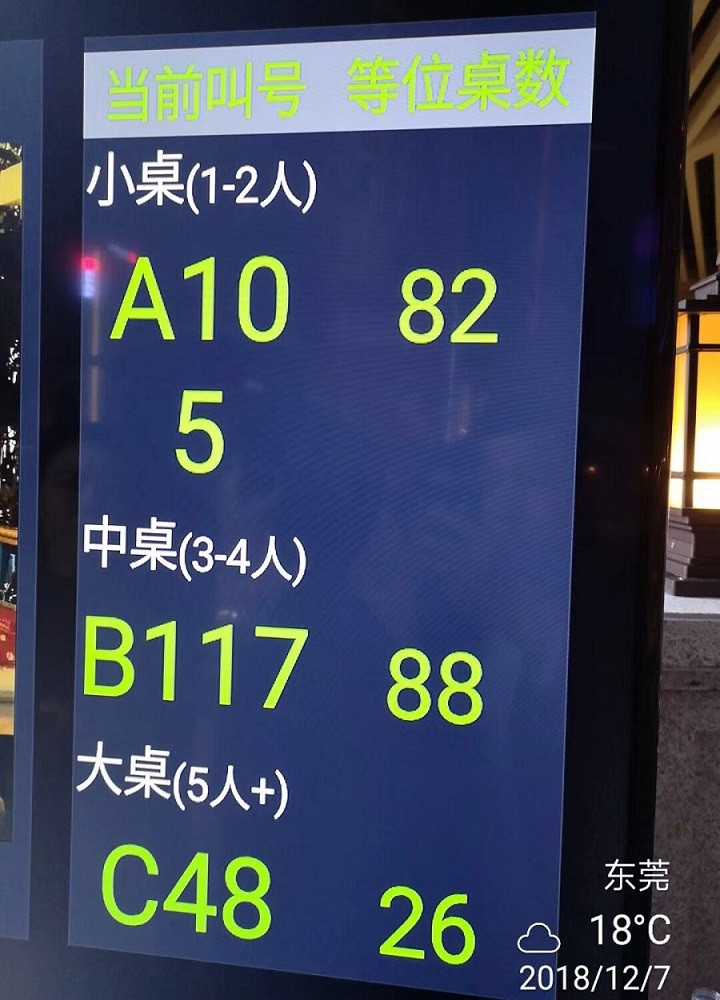 当前叫号 等位桌数
小桌(1-2人)
A10 82
5
中桌(3-4人)
B117 88
大桌(5人+)
C48 26
东莞
18°C
2018/12/7